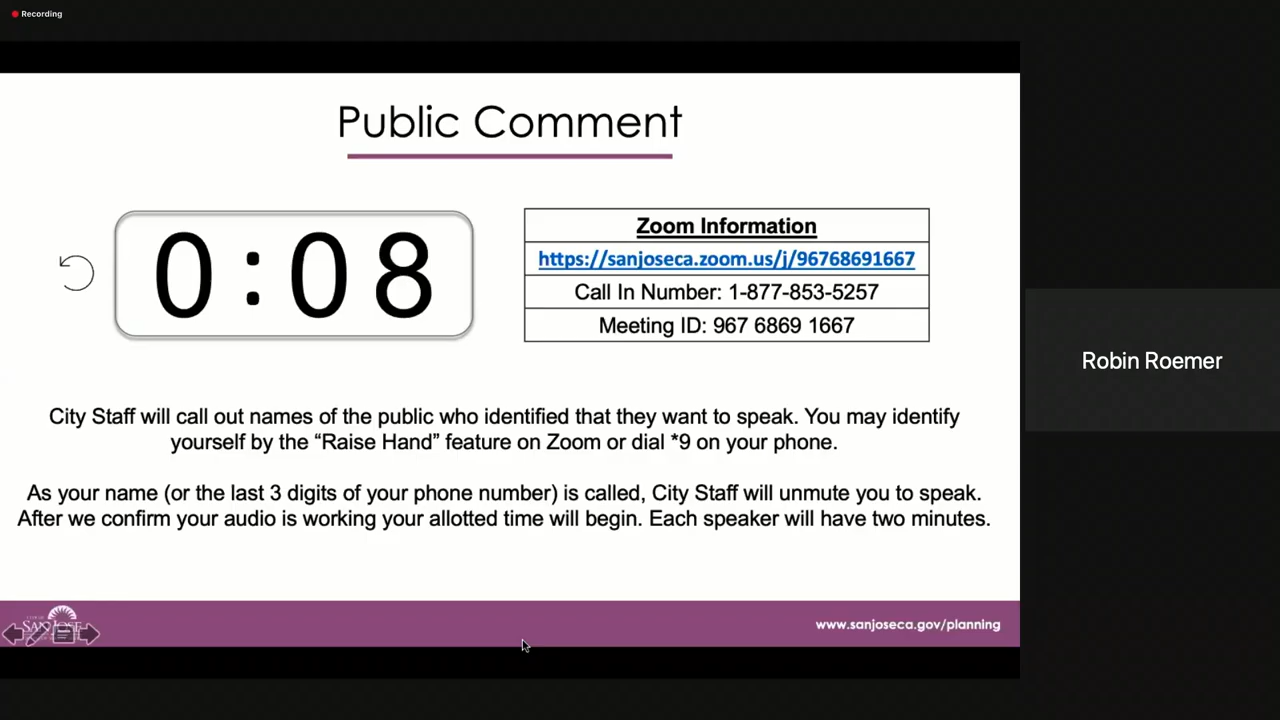 Recording
Public Comment
0:08
Zoom Information
https://sanjoseca.zoom.us/j/96768691667
Call In Number: 1-877-853-5257
Meeting ID: 967 6869 1667
Robin Roemer
City Staff will call out names of the public who identified that they want to speak. You may identify
yourself by the “Raise Hand” feature on Zoom or dial *9 on your phone.
As your name (or the last 3 digits of your phone number) is called, City Staff will unmute you to speak.
After we confirm your audio is working your allotted time will begin. Each speaker will have two minutes.
SAN JOSE
www.sanjoseca.gov/planning